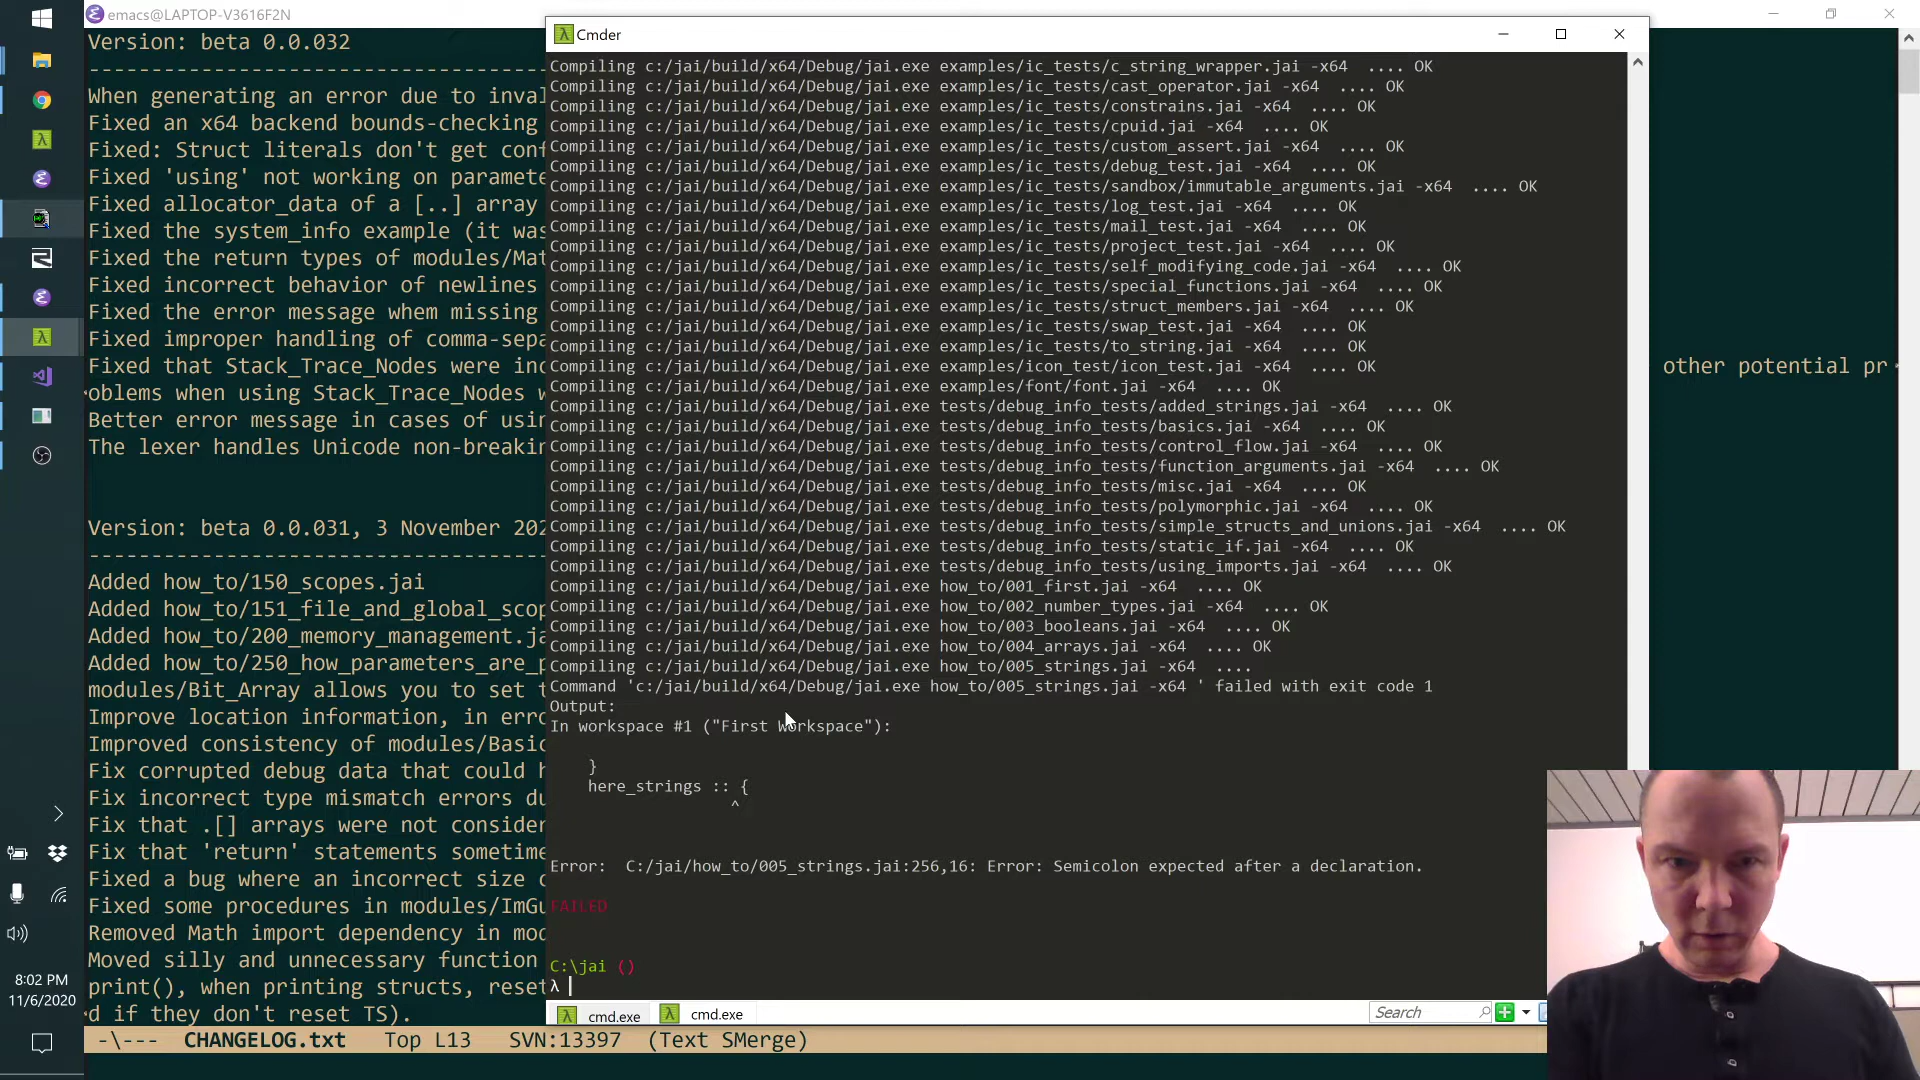 emacs@LAPTOP-V3616F2N
Version: beta 0.0.032
-------------------------------------------------
When generating an error due to inval
Fixed an x64 backend bounds-checking
Fixed: Struct literals don't get conf
Fixed 'using' not working on paramete
Fixed allocator_data of a [..] array
Fixed the system_info example (it was
Fixed the return types of modules/Mat
Fixed incorrect behavior of newlines
Fixed the error message whem missing
Fixed improper handling of comma-sepa
Fixed that Stack_Trace_Nodes were inc
other potential pr
oblems when using Stack_Trace_Nodes w
Better error message in cases of usin
The lexer handles Unicode non-breakin
Version: beta 0.0.031, 3 November 202
-------------------------------------------------
Added how_to/150_scopes.jai
Added how_to/151_file_and_global_scop
Added how_to/200_memory_management.ja
Added how_to/250_how_parameters_are_p
modules/Bit_Array allows you to set t
Improve location information, in erro
Improved consistency of modules/Basic
Fix corrupted debug data that could h
Fix incorrect type mismatch errors du
Fix that .[] arrays were not consider
Fix that 'return' statements sometime
Fixed a bug where an incorrect size o
Fixed some procedures in modules/ImGu
Removed Math import dependency in mod
Moved silly and unnecessary function
print(), when printing structs, reset
d if they don't reset TS).
-\--- CHANGELOG.txt Top L13 SVN:13397 (Text SMerge)
Cmder
Compiling c:/jai/build/x64/Debug/jai.exe examples/ic_tests/c_string_wrapper.jai -x64 .... OK
Compiling c:/jai/build/x64/Debug/jai.exe examples/ic_tests/cast_operator.jai -x64 .... OK
Compiling c:/jai/build/x64/Debug/jai.exe examples/ic_tests/constrains.jai -x64 .... OK
Compiling c:/jai/build/x64/Debug/jai.exe examples/ic_tests/cpuid.jai -x64 .... OK
Compiling c:/jai/build/x64/Debug/jai.exe examples/ic_tests/custom_assert.jai -x64 .... OK
Compiling c:/jai/build/x64/Debug/jai.exe examples/ic_tests/debug_test.jai -x64 .... OK
Compiling c:/jai/build/x64/Debug/jai.exe examples/ic_tests/sandbox/immutable_arguments.jai -x64 .... OK
Compiling c:/jai/build/x64/Debug/jai.exe examples/ic_tests/log_test.jai -x64 .... OK
Compiling c:/jai/build/x64/Debug/jai.exe examples/ic_tests/mail_test.jai -x64 .... OK
Compiling c:/jai/build/x64/Debug/jai.exe examples/ic_tests/project_test.jai -x64 .... OK
Compiling c:/jai/build/x64/Debug/jai.exe examples/ic_tests/self_modifying_code.jai -x64 .... OK
Compiling c:/jai/build/x64/Debug/jai.exe examples/ic_tests/special_functions.jai -x64 .... OK
Compiling c:/jai/build/x64/Debug/jai.exe examples/ic_tests/struct_members.jai -x64 .... OK
Compiling c:/jai/build/x64/Debug/jai.exe examples/ic_tests/swap_test.jai -x64 .... OK
Compiling c:/jai/build/x64/Debug/jai.exe examples/ic_tests/to_string.jai -x64 .... OK
Compiling c:/jai/build/x64/Debug/jai.exe examples/icon_test/icon_test.jai -x64 .... OK
Compiling c:/jai/build/x64/Debug/jai.exe examples/font/font.jai -x64 .... OK
Compiling c:/jai/build/x64/Debug/jai.exe tests/debug_info_tests/added_strings.jai -x64 .... OK
Compiling c:/jai/build/x64/Debug/jai.exe tests/debug_info_tests/basics.jai -x64 .... OK
Compiling c:/jai/build/x64/Debug/jai.exe tests/debug_info_tests/control_flow.jai -x64 .... OK
Compiling c:/jai/build/x64/Debug/jai.exe tests/debug_info_tests/function_arguments.jai -x64 .... OK
Compiling c:/jai/build/x64/Debug/jai.exe tests/debug_info_tests/misc.jai -x64 .... OK
Compiling c:/jai/build/x64/Debug/jai.exe tests/debug_info_tests/polymorphic.jai -x64 .... OK
Compiling c:/jai/build/x64/Debug/jai.exe tests/debug_info_tests/simple_structs_and_unions.jai -x64 .... OK
Compiling c:/jai/build/x64/Debug/jai.exe tests/debug_info_tests/static_if.jai -x64 .... OK
Compiling c:/jai/build/x64/Debug/jai.exe tests/debug_info_tests/using_imports.jai -x64 .... OK
Compiling c:/jai/build/x64/Debug/jai.exe how_to/001_first.jai -x64 .... OK
Compiling c:/jai/build/x64/Debug/jai.exe how_to/002_number_types.jai -x64 .... OK
Compiling c:/jai/build/x64/Debug/jai.exe how_to/003_booleans.jai -x64 .... OK
Compiling c:/jai/build/x64/Debug/jai.exe how_to/004_arrays.jai -x64 .... OK
Compiling c:/jai/build/x64/Debug/jai.exe how_to/005_strings.jai -x64 ....
Command 'c:/jai/build/x64/Debug/jai.exe how_to/005_strings.jai -x64 ' failed with exit code 1
Output:
In workspace #1 ("First Workspace"):
}
here_strings :: {
^
Error: C:/jai/how_to/005_strings.jai:256,16: Error: Semicolon expected after a declaration.
FAILED
C:\jai ()
λ
cmd.exe
cmd.exe
Search
8:02 PM
11/6/2020